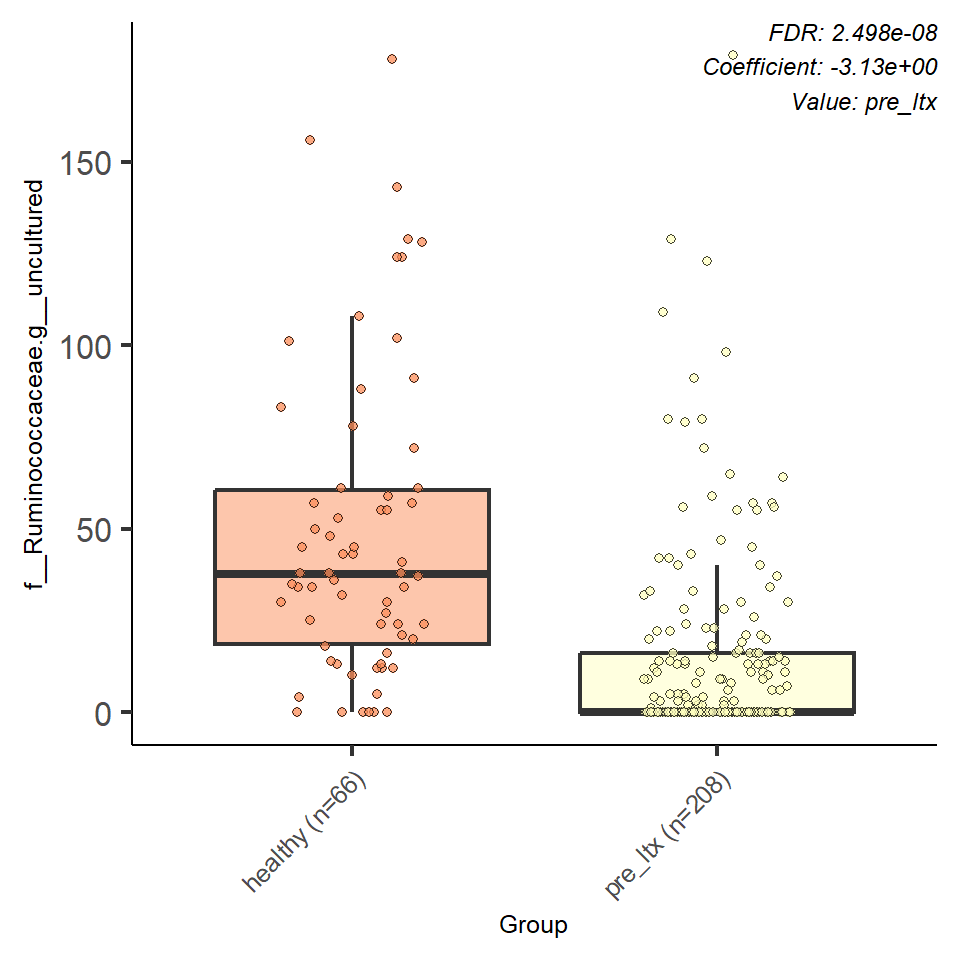 FDR: 2.498e-08
Coefficient: -3.13e+00
Value: pre_ltx
f__Ruminococcaceae.g__uncultured
150
100
50
0
healthy (n=66)
pre_ltx (n=208)
Group